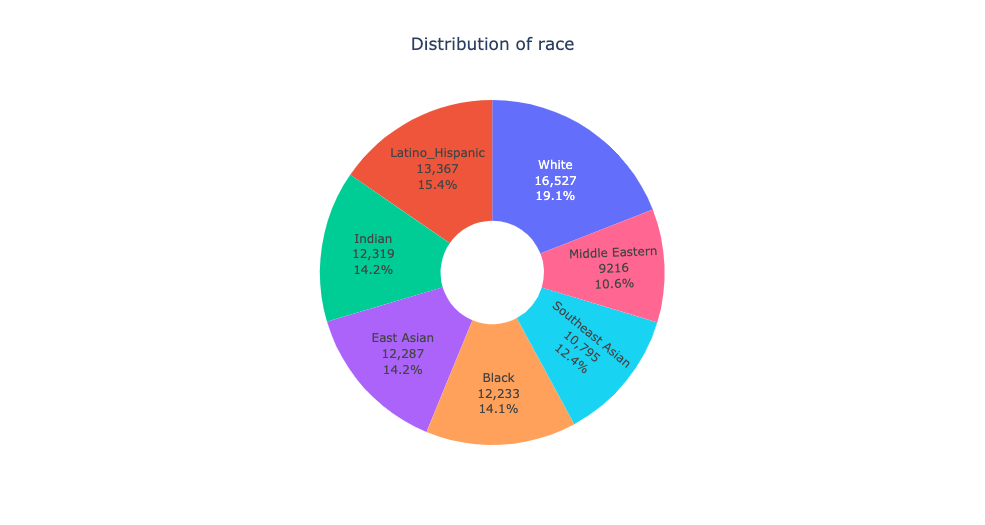 Distribution of race
White
16,527
19.1%
Latino_Hispanic
13,367
15.4%
Indian
12,319
14.2%
East Asian
12,287
14.2%
Black
12,233
14.1%
Southeast Asian
10,795
12.4%
Middle Eastern
9216
10.6%